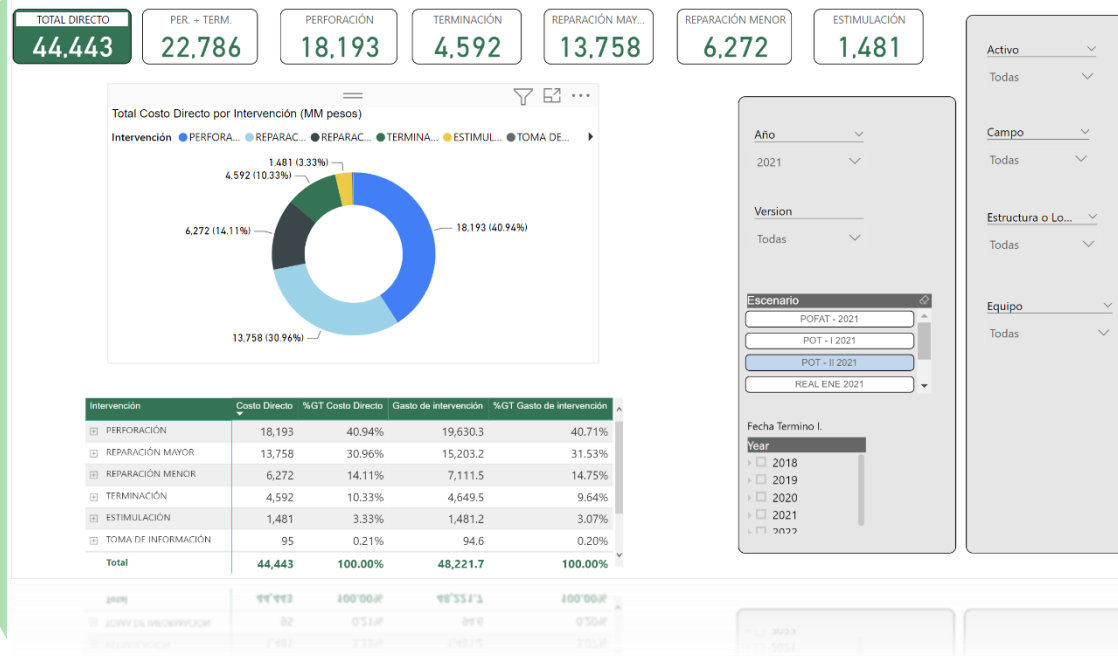 TOTAL DIRECTO
44,443
PER. + TERM.
22,786
PERFORACIÓN
18,193
TERMINACIÓN
4,592
REPARACIÓN MAY...
13,758
REPARACIÓN MENOR
6,272
ESTIMULACIÓN
1,481
Total Costo Directo por Intervención (MM pesos)
Intervención PERFORA... REPARAC... REPARAC... TERMINA... ESTIMUL... TOMA DE...
1,481 (3.33%)
4,592 (10.33%)
6,272 (14.11%)
18,193 (40.94%)
13,758 (30.96%)
Intervención Costo Directo %GT Costo Directo Gasto de intervención %GT Gasto de intervención
PERFORACIÓN 18,193 40.94% 19,630.3 40.71%
REPARACIÓN MAYOR 13,758 30.96% 15,203.2 31.53%
REPARACIÓN MENOR 6,272 14.11% 7,111.5 14.75%
TERMINACIÓN 4,592 10.33% 4,649.5 9.64%
ESTIMULACIÓN 1,481 3.33% 1,481.2 3.07%
TOMA DE INFORMACIÓN 95 0.21% 94.6 0.20%
Total 44,443 100.00% 48,221.7 100.00%
Año
2021
Version
Todas
Escenario
POFAT - 2021
POT - I 2021
POT - II 2021
REAL ENE 2021
Fecha Termino I.
Year
2018
2019
2020
2021
2022
Activo
Todas
Campo
Todas
Estructura o Lo...
Todas
Equipo
Todas